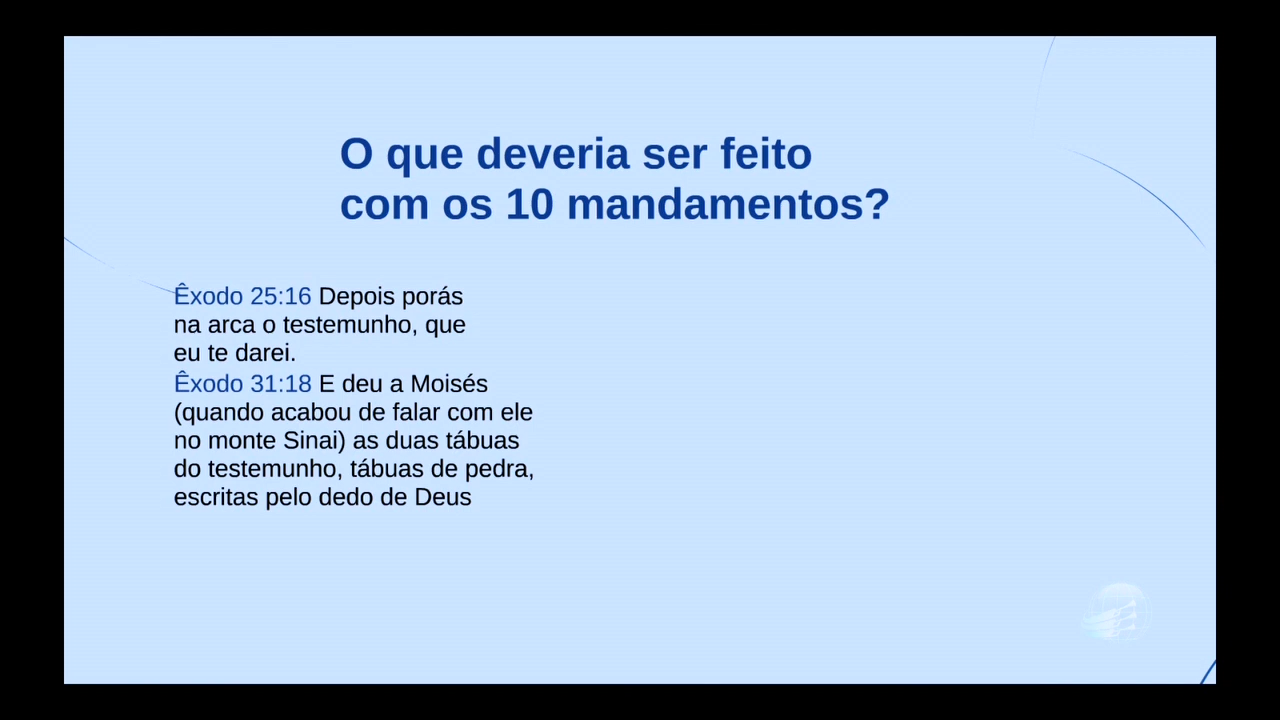 O que deveria ser feito
com os 10 mandamentos?
Êxodo 25:16 Depois porás
na arca o testemunho, que
eu te darei.
Êxodo 31:18 E deu a Moisés
(quando acabou de falar com ele
no monte Sinai) as duas tábuas
do testemunho, tábuas de pedra,
escritas pelo dedo de Deus